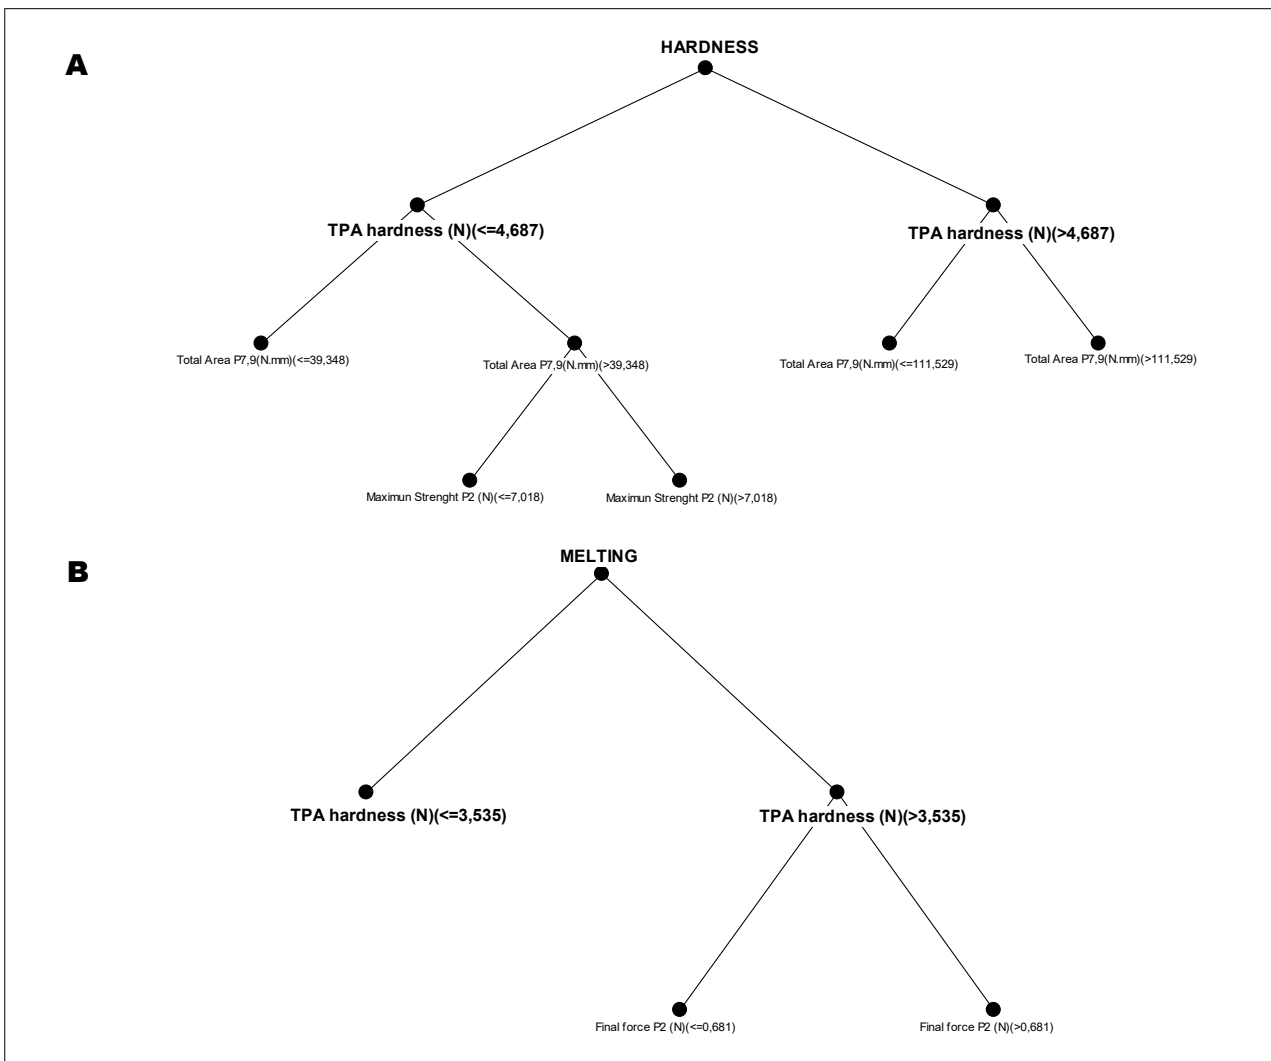 A
HARDNESS
TPA hardness (N)(<=4,687)
TPA hardness (N)(>4,687)
Total Area P7,9(N.mm)(<=39,348)
Total Area P7,9(N.mm)(>39,348)
Total Area P7,9(N.mm)(<=111,529)
Total Area P7,9(N.mm)(>111,529)
Maximun Strenght P2 (N)(<=7,018)
Maximun Strenght P2 (N)(>7,018)
B
MELTING
TPA hardness (N)(<=3,535)
TPA hardness (N)(>3,535)
Final force P2 (N)(<=0,681)
Final force P2 (N)(>0,681)